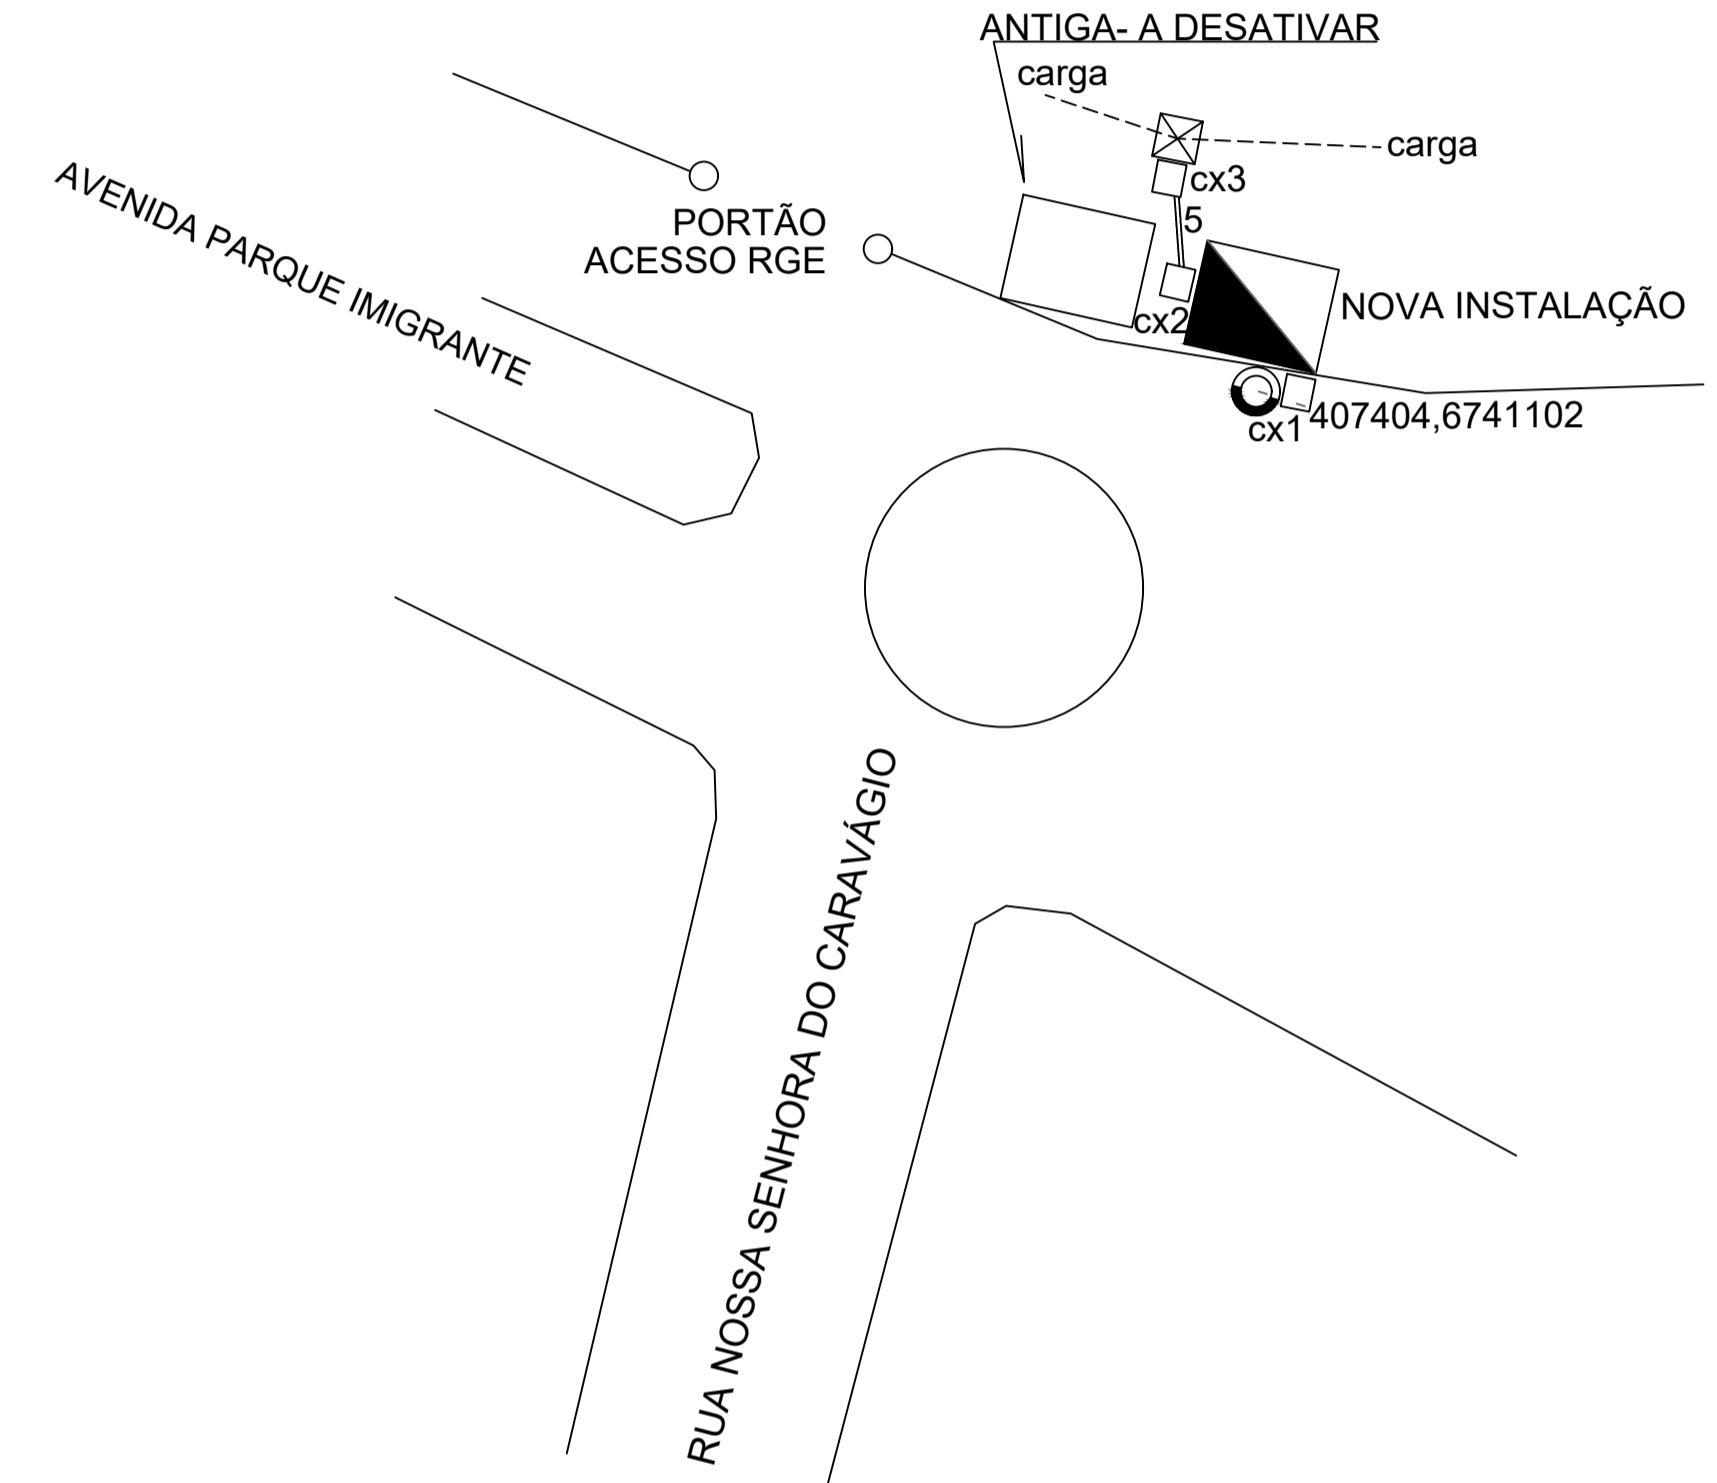 ANTIGA- A DESATIVAR
carga
carga
cx3
5
AVENIDA PARQUE IMIGRANTE
PORTÃO
ACESSO RGE
NOVA INSTALAÇÃO
cx2
407404,6741102
cx1
RUA NOSSA SENHORA DO CARAVÁGIO